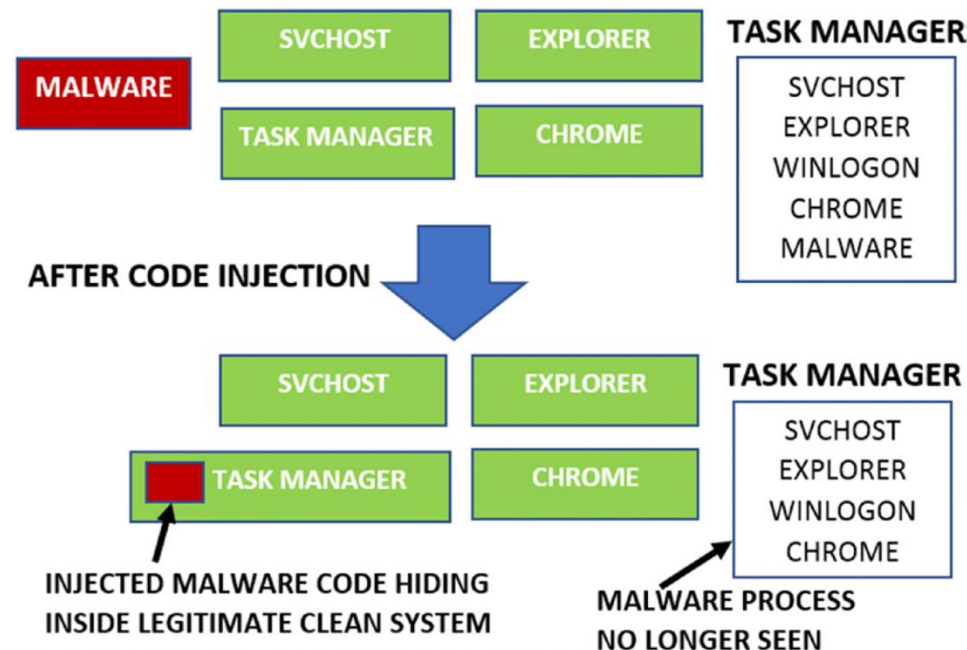 SVCHOST
EXPLORER
TASK MANAGER
MALWARE
SVCHOST
EXPLORER
WINLOGON
CHROME
MALWARE
TASK MANAGER
CHROME
AFTER CODE INJECTION
SVCHOST
EXPLORER
TASK MANAGER
SVCHOST
EXPLORER
WINLOGON
CHROME
TASK MANAGER
CHROME
INJECTED MALWARE CODE HIDING
INSIDE LEGITIMATE CLEAN SYSTEM
MALWARE PROCESS
NO LONGER SEEN